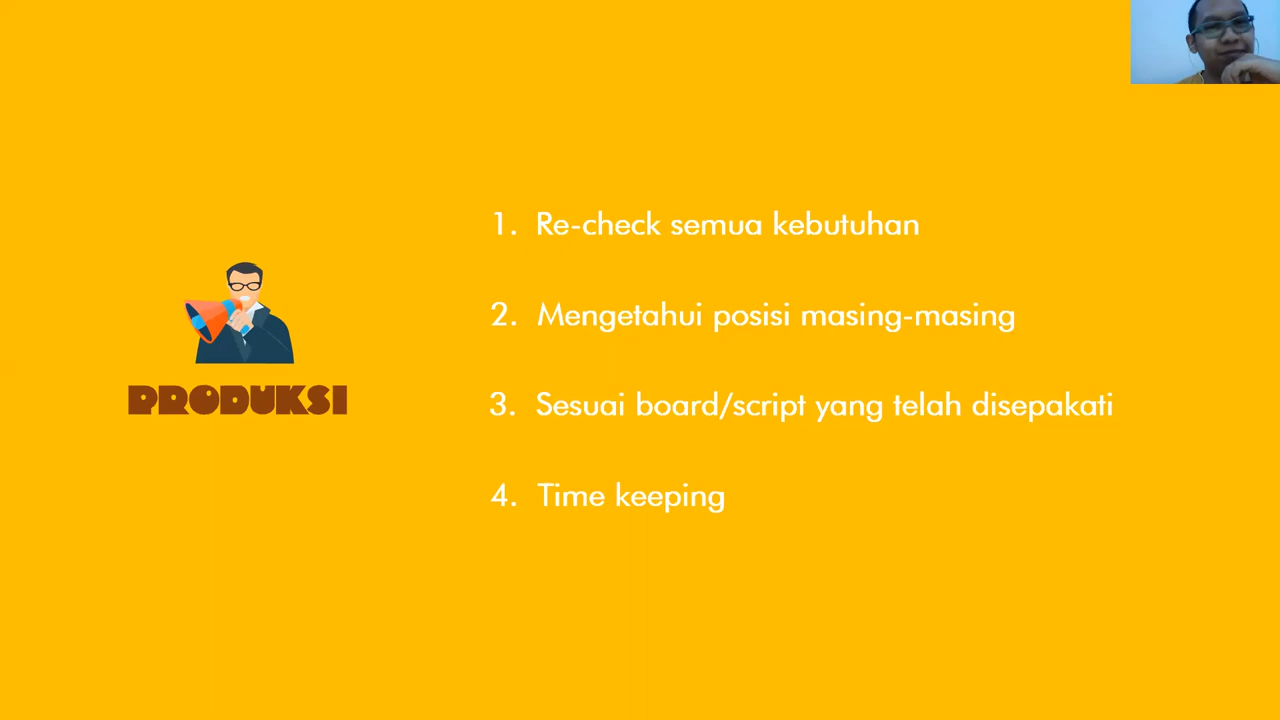 PRODUKSI
1. Re-check semua kebutuhan
2. Mengetahui posisi masing-masing
3. Sesuai board/script yang telah disepakati
4. Time keeping